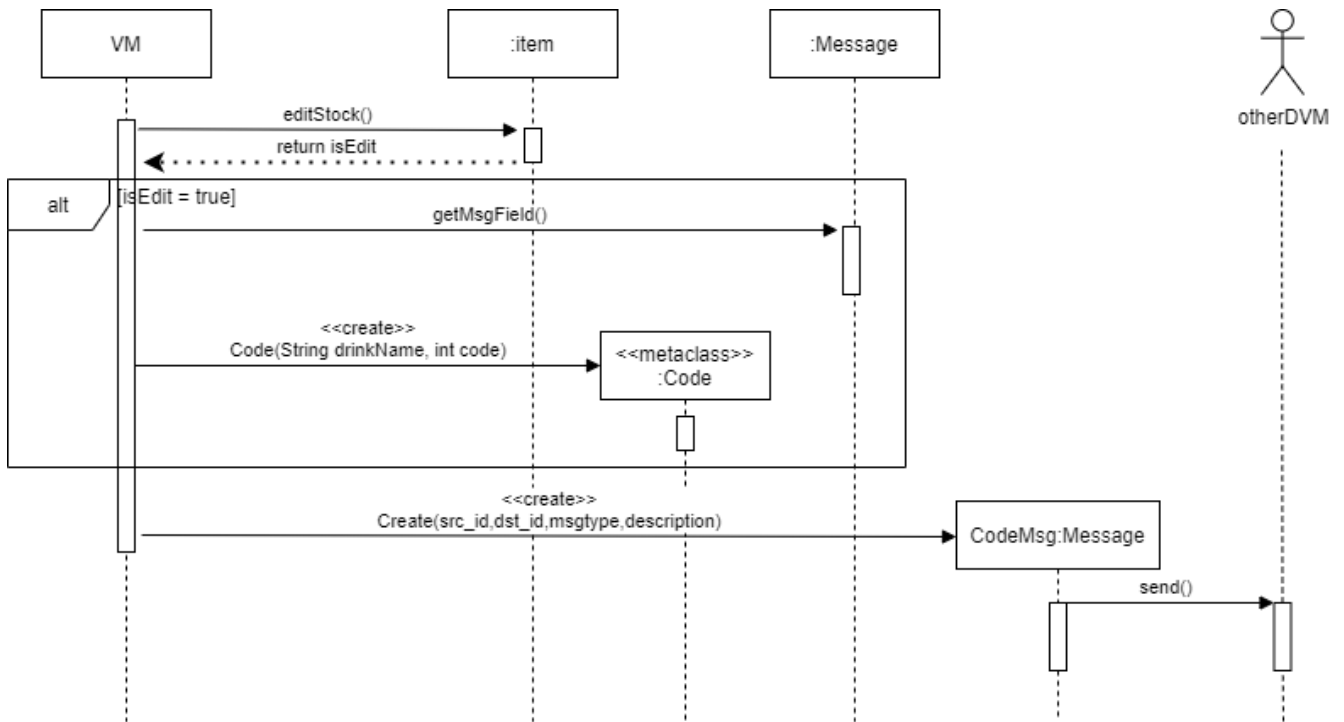 VM
:item
:Message
otherDVM
editStock()
return isEdit
alt
[isEdit = true]
getMsgField()
<<create>>
Code(String drinkName, int code)
<<metaclass>>
:Code
<<create>>
Create(src_id,dst_id,msgtype,description)
CodeMsg:Message
send()